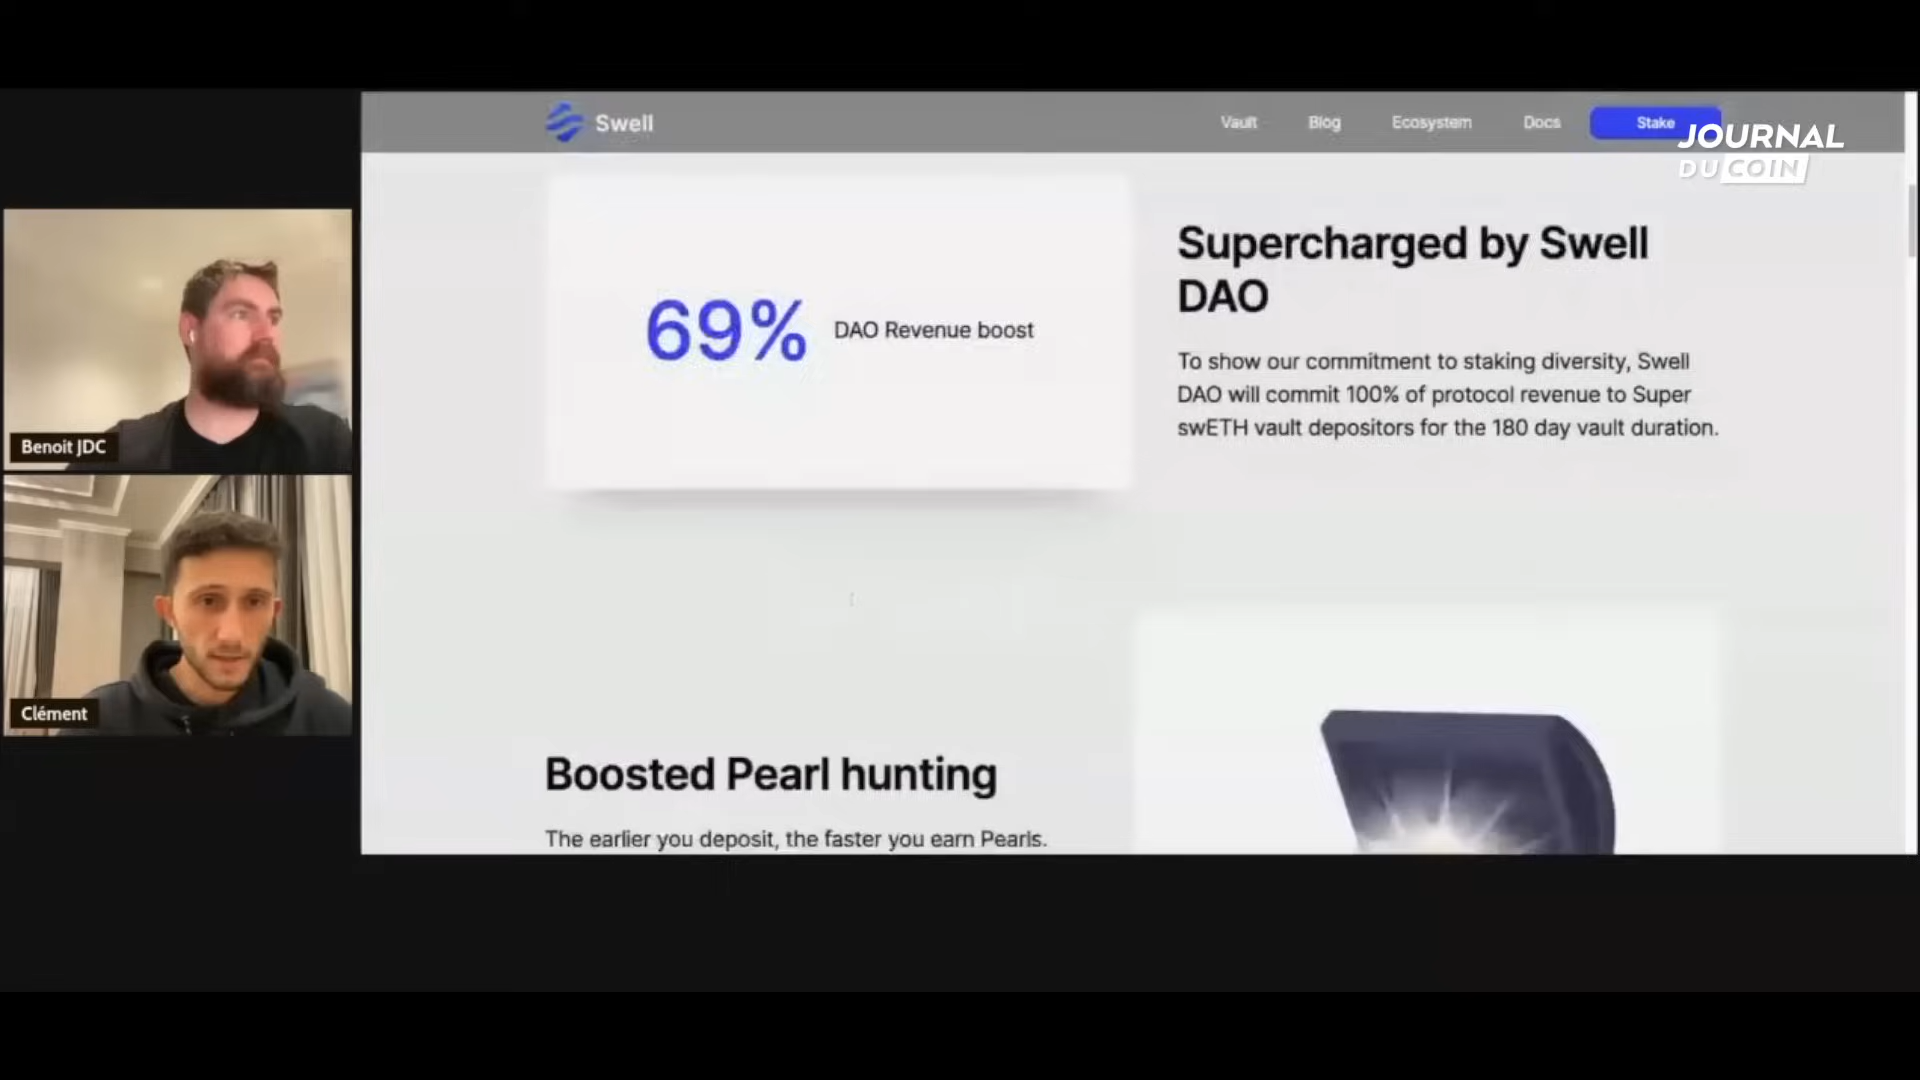 Swell
Vault
Blog
Ecosystem
Docs
Stake
JOURNAL
DU COIN
69%
DAO Revenue boost
Supercharged by Swell
DAO
To show our commitment to staking diversity, Swell
DAO will commit 100% of protocol revenue to Super
swETH vault depositors for the 180 day vault duration.
Benoit JDC
Clément
Boosted Pearl hunting
The earlier you deposit, the faster you earn Pearls.